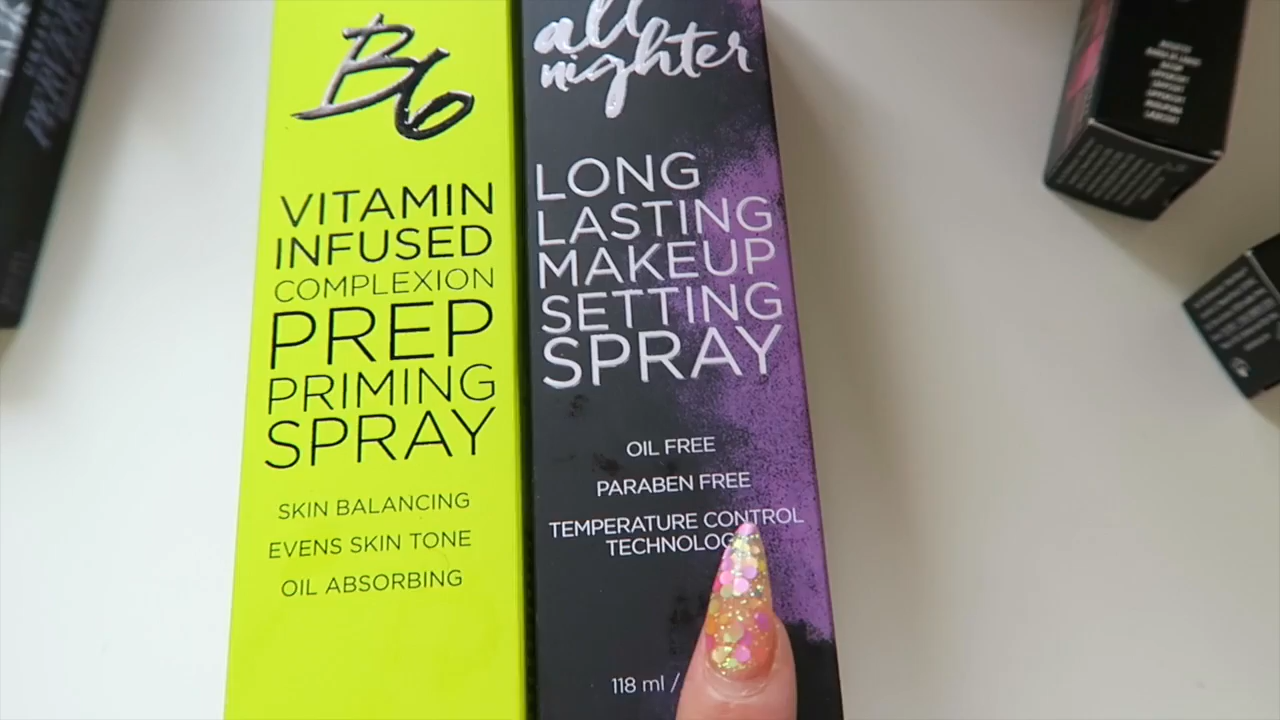 B6
VITAMIN
INFUSED
COMPLEXION
PREP
PRIMING
SPRAY
SKIN BALANCING
EVENS SKIN TONE
OIL ABSORBING
all
nighter
LONG
LASTING
MAKEUP
SETTING
SPRAY
OIL FREE
PARABEN FREE
TEMPERATURE CONTROL
TECHNOLOG
118 ml /